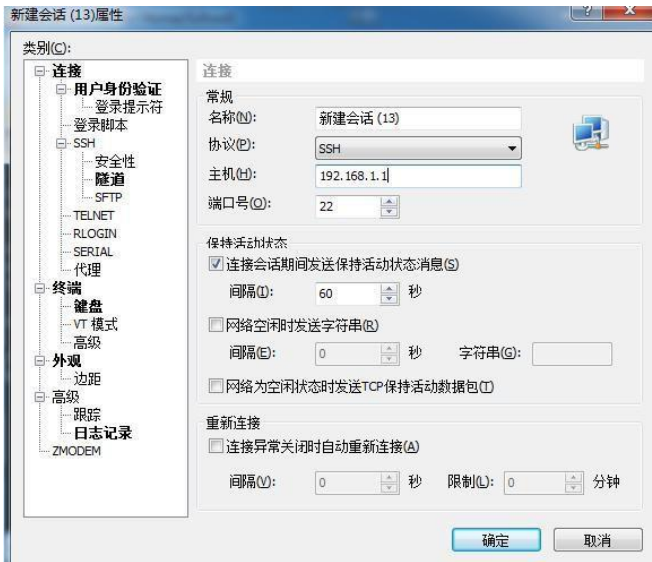 新建会话 (13)属性
类别(C):
连接
用户身份验证
登录提示符
登录脚本
SSH
安全性
隧道
SFTP
TELNET
RLOGIN
SERIAL
代理
终端
键盘
VT 模式
高级
外观
边距
高级
跟踪
日志记录
ZMODEM
连接
常规
名称(N): 新建会话 (13)
协议(P): SSH
主机(H): 192.168.1.1
端口号(O): 22
保持活动状态
连接会话期间发送保持活动状态消息(S)
间隔(I): 60 秒
网络空闲时发送字符串(R)
间隔(E): 0 秒 字符串(G):
网络为空闲状态时发送TCP保持活动数据包(T)
重新连接
连接异常关闭时自动重新连接(A)
间隔(V): 0 秒 限制(L): 0 分钟
确定 取消